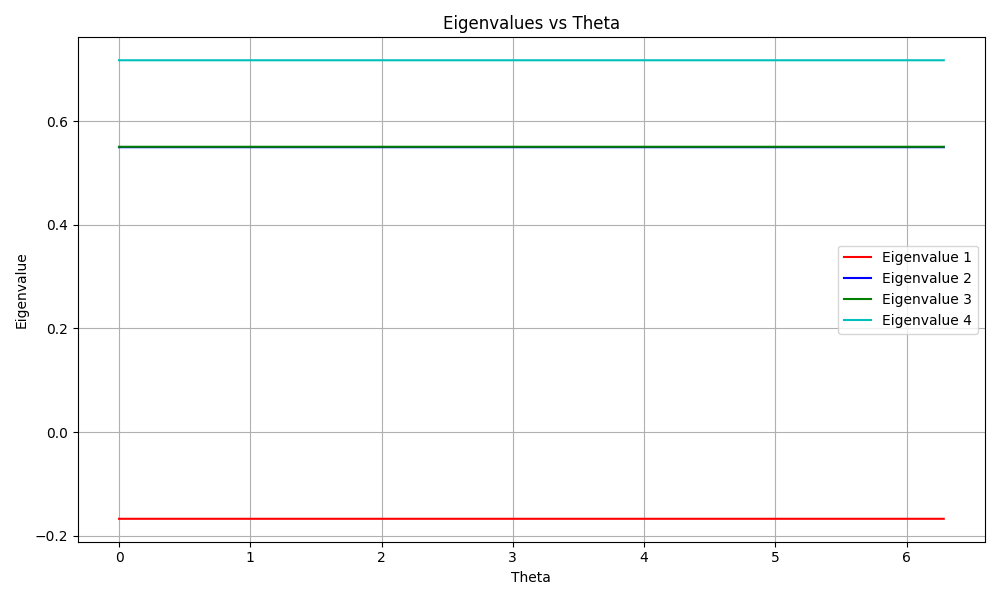 Eigenvalues vs Theta
0.6
0.4
0.2
0.0
−0.2
Eigenvalue
Eigenvalue 1
Eigenvalue 2
Eigenvalue 3
Eigenvalue 4
0 1 2 3 4 5 6
Theta